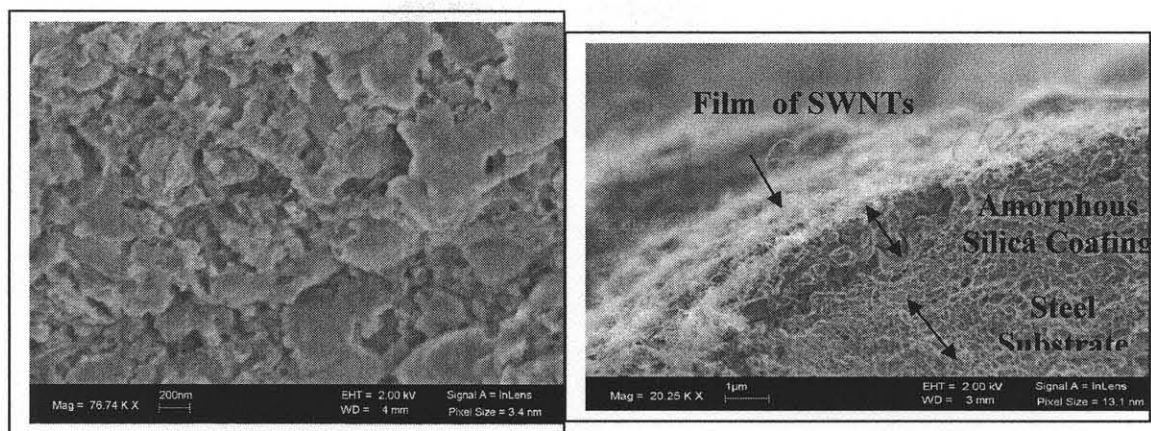 200nm
Mag = 76.74 K X
EHT = 2.00 kV
WD = 4 mm
Signal A = InLens
Pixel Size = 3.4 nm
Film of SWNTs
Amorphous
Silica Coating
Steel
Substrate
1µm
Mag = 20.25 K X
EHT = 2.00 kV
WD = 3 mm
Signal A = InLens
Pixel Size = 13.1 nm